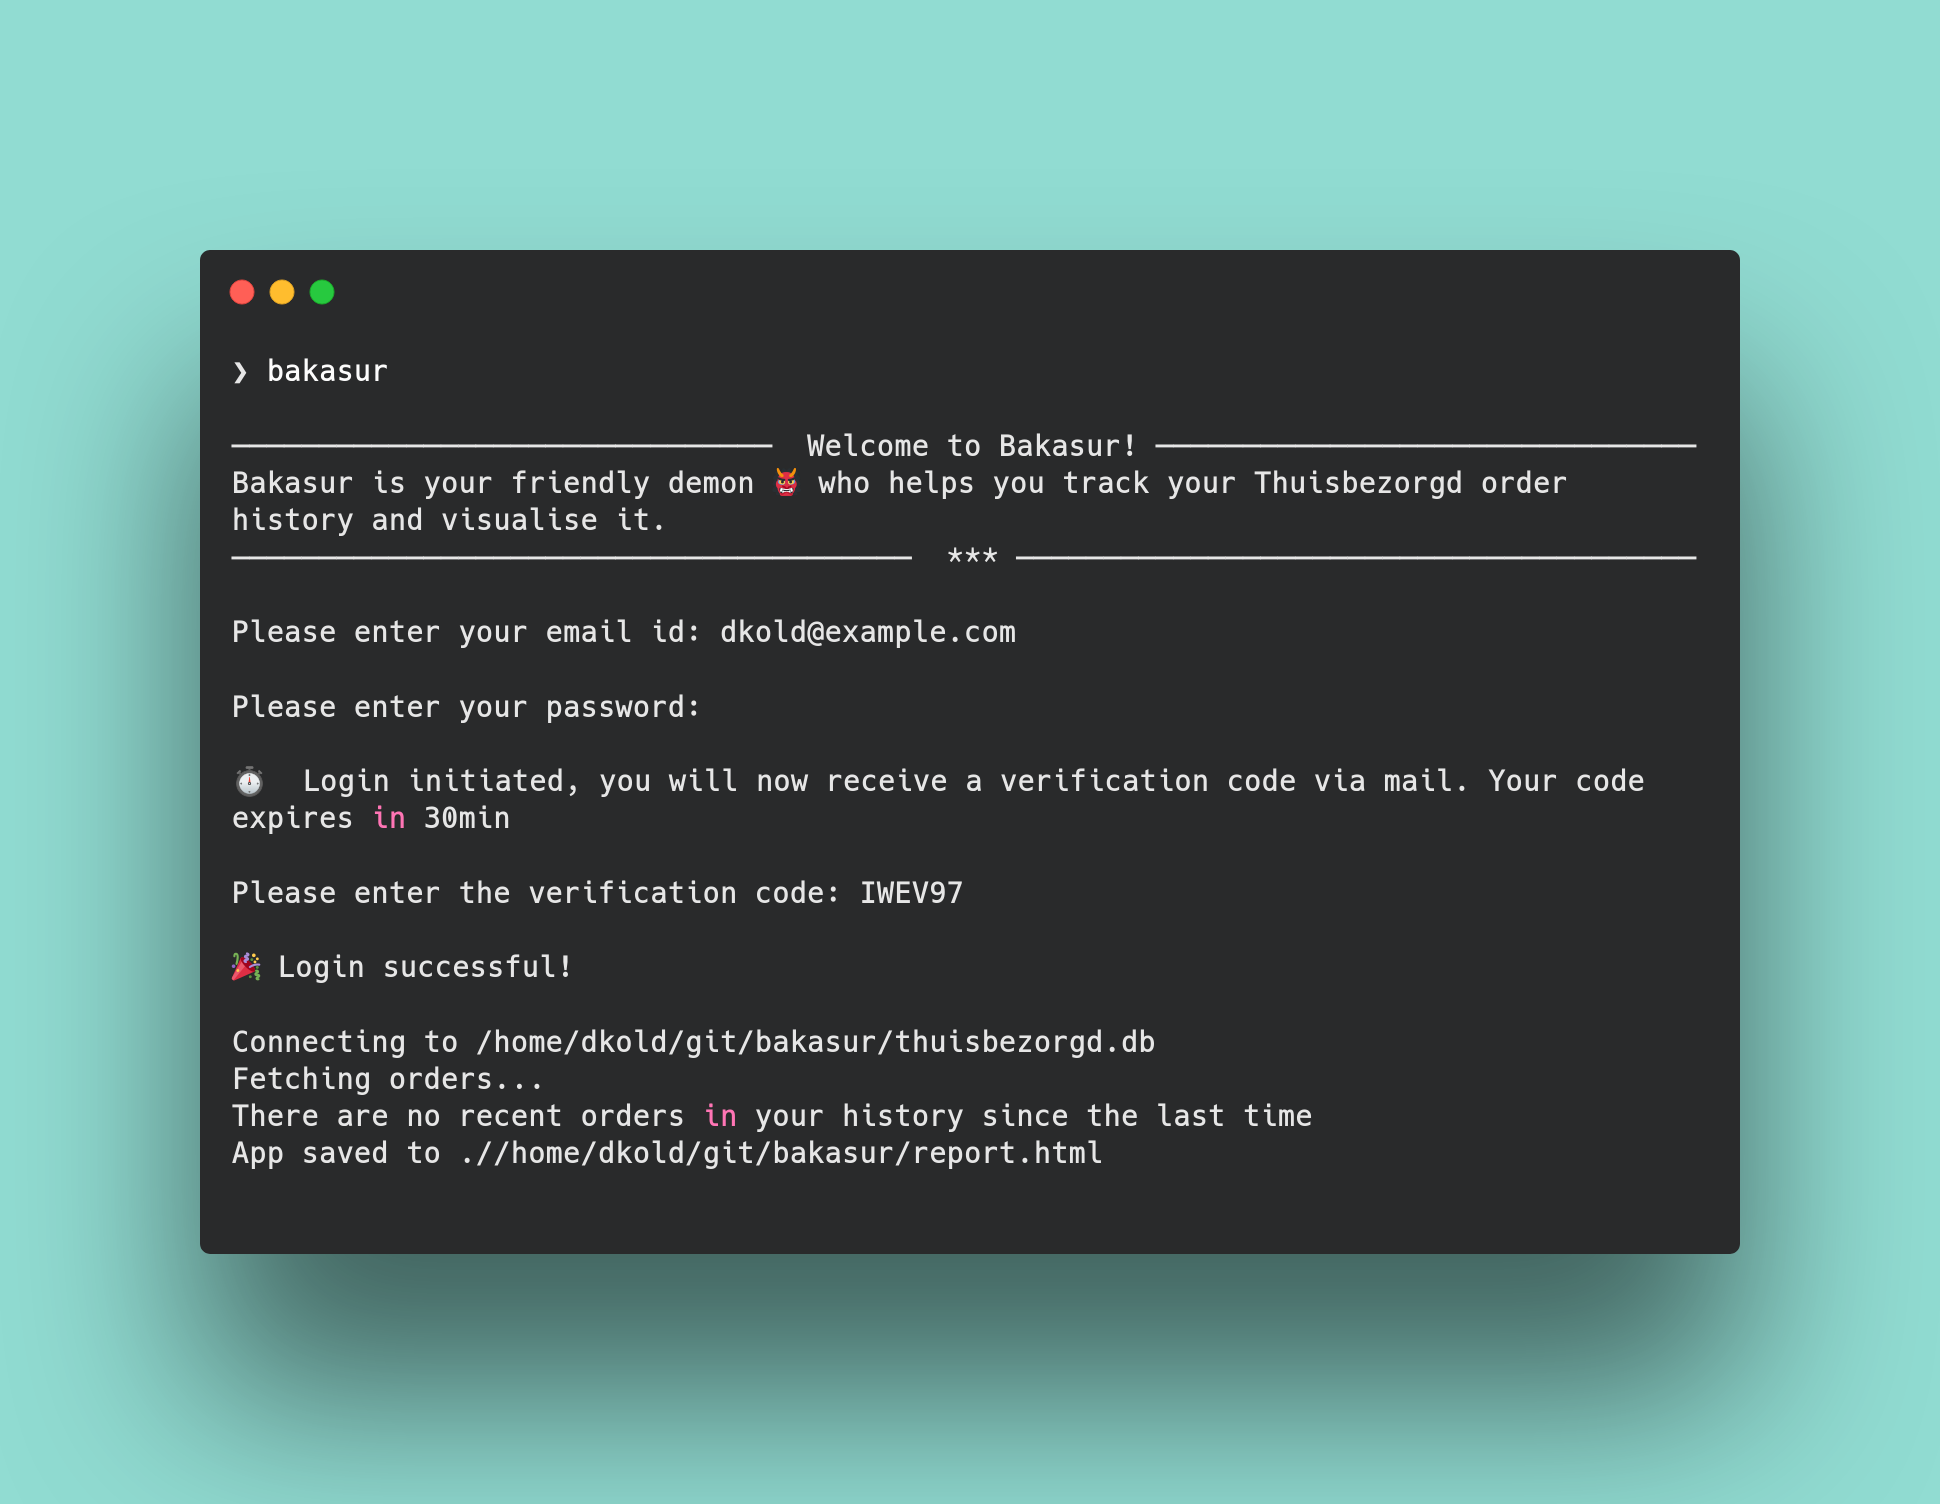 ❯ bakasur
Welcome to Bakasur!
Bakasur is your friendly demon 👹 who helps you track your Thuisbezorgd order
history and visualise it.
***
Please enter your email id: dkold@example.com
Please enter your password:
⏱ Login initiated, you will now receive a verification code via mail. Your code
expires in 30min
Please enter the verification code: IWEV97
🎉 Login successful!
Connecting to /home/dkold/git/bakasur/thuisbezorgd.db
Fetching orders...
There are no recent orders in your history since the last time
App saved to .//home/dkold/git/bakasur/report.html